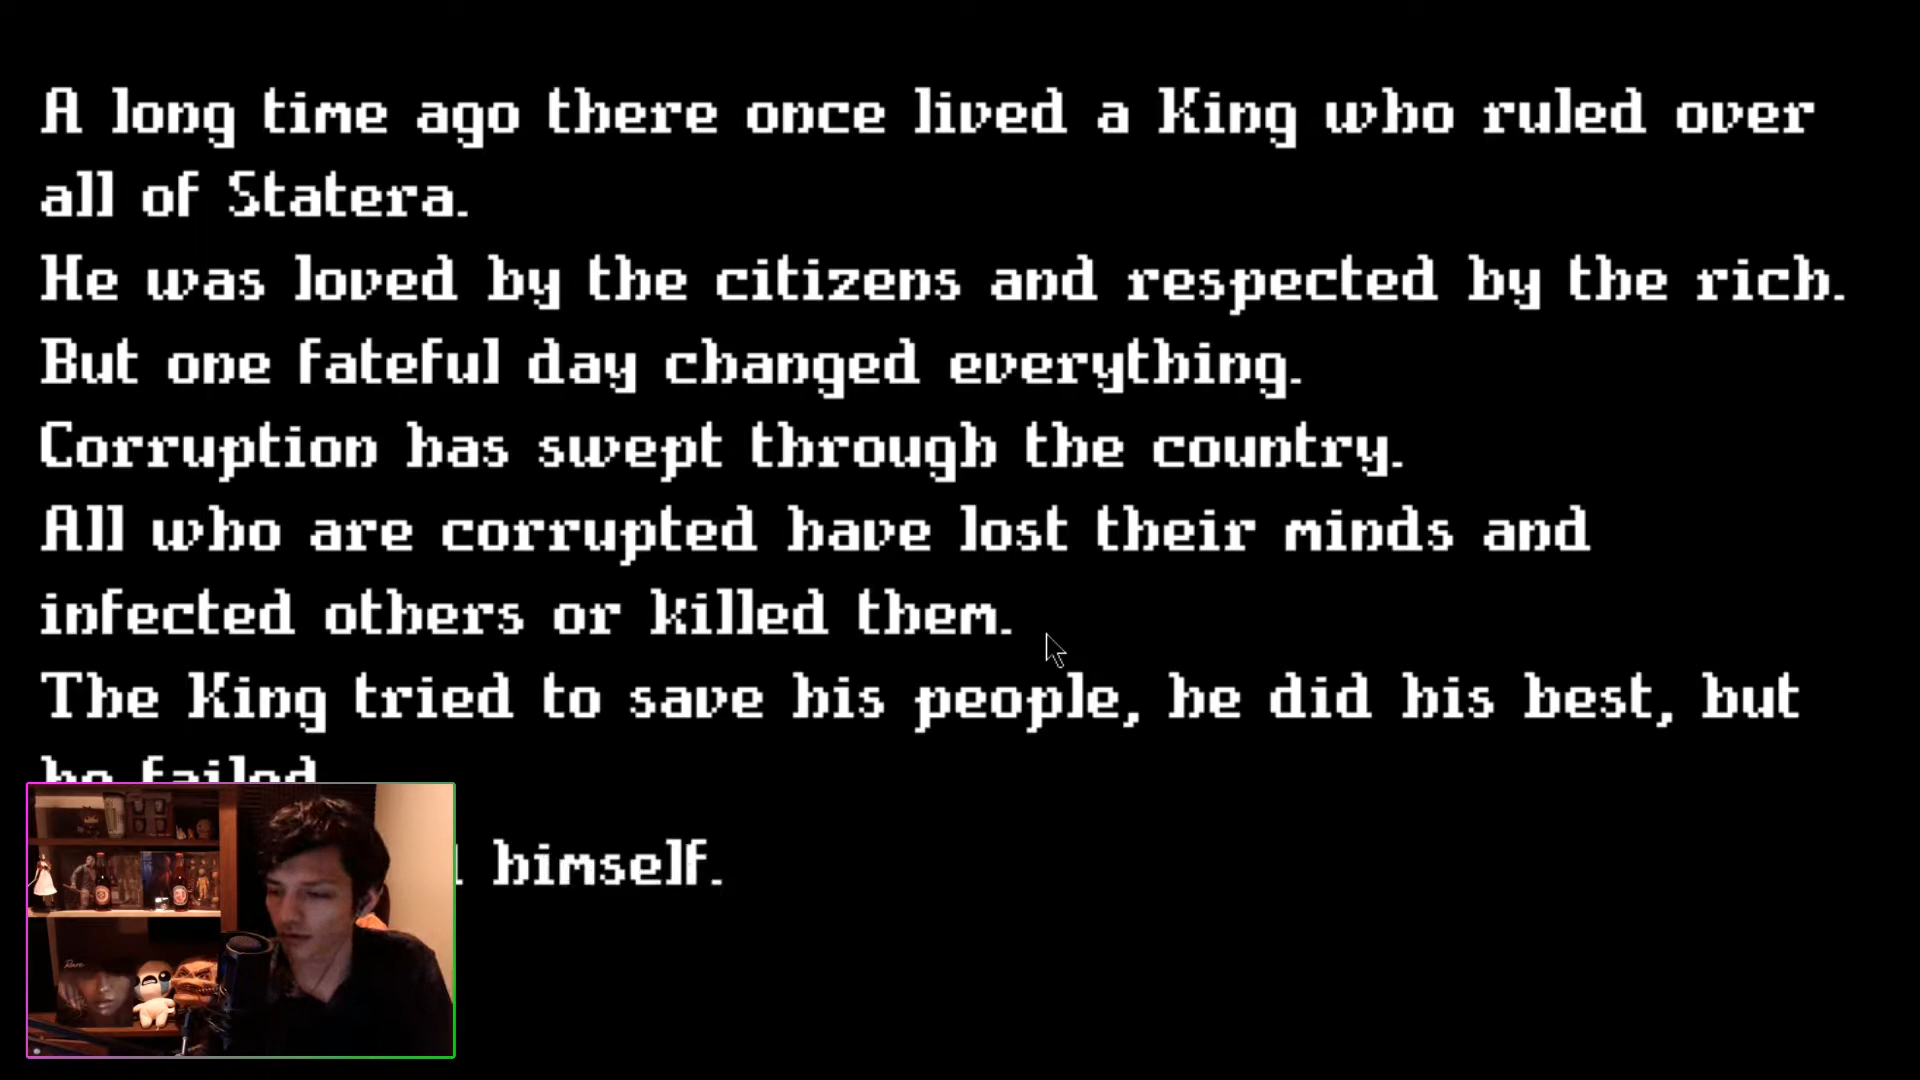 A long time ago there once lived a King who ruled over
all of Statera.
He was loved by the citizens and respected by the rich.
But one fateful day changed everything.
Corruption has swept through the country.
All who are corrupted have lost their minds and
infected others or killed them.
The King tried to save his people, he did his best, but
he failed.
himself.
Rare